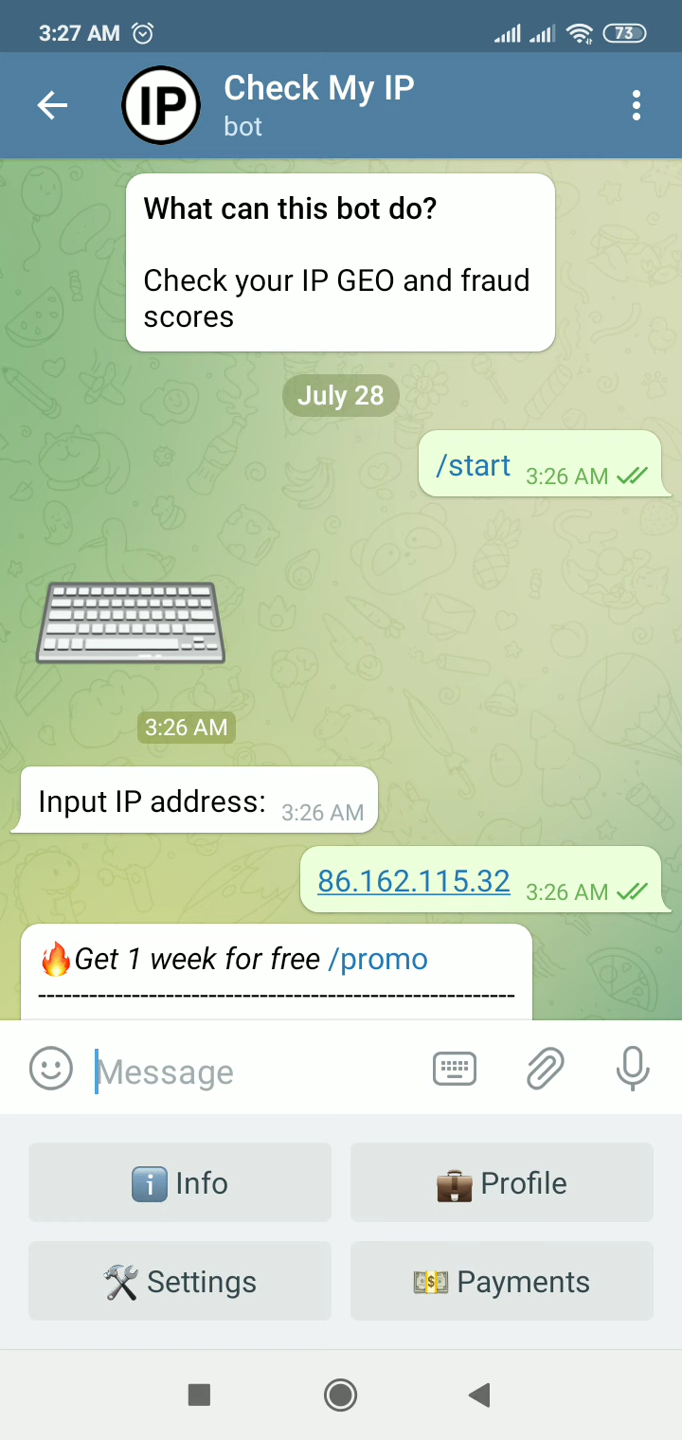 3:27 AM
73
IP
Check My IP
bot
What can this bot do?
Check your IP GEO and fraud
scores
July 28
/start 3:26 AM
3:26 AM
Input IP address: 3:26 AM
86.162.115.32 3:26 AM
🔥Get 1 week for free /promo
--------------------------------------------------------
Message
ℹ️ Info
💼 Profile
🛠 Settings
💵 Payments